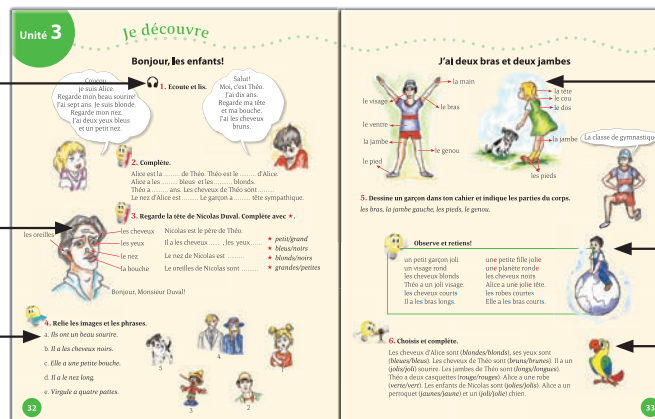 Unité 3
Je découvre
Bonjour, les enfants!
Coucou,
je suis Alice.
Regarde mon beau sourire!
J'ai sept ans. Je suis blonde.
Regarde mon nez.
J'ai deux yeux bleus
et un petit nez.
1. Ecoute et lis.
Salut!
Moi, c'est Théo.
J'ai dix ans.
Regarde ma tête
et ma bouche.
J'ai les cheveux
bruns.
2. Complète.
Alice est la ........ de Théo. Théo est le ........ d'Alice.
Alice a les ........ bleus et les ........ blonds.
Théo a ........ ans. Les cheveux de Théo sont ........
Le nez d'Alice est ........ Le garçon a ........ tête sympathique.
3. Regarde la tête de Nicolas Duval. Complète avec ★.
les oreilles
les cheveux
les yeux
le nez
la bouche
Nicolas est le père de Théo.
Il a les cheveux ......, les yeux ......
Le nez de Nicolas est ........
Le oreilles de Nicolas sont ........
★ petit/grand
★ bleus/noirs
★ blonds/noirs
★ grandes/petites
Bonjour, Monsieur Duval!
4. Relie les images et les phrases.
a. Ils ont un beau sourire.
b. Il a les cheveux noirs.
c. Elle a une petite bouche.
d. Il a le nez long.
e. Virgule a quatre pattes.
5
4
1
3
2
32
J'ai deux bras et deux jambes
la main
le visage
le bras
le ventre
la jambe
le genou
le pied
la tête
le cou
le dos
la jambe
les pieds
La classe de gymnastique
5. Dessine un garçon dans ton cahier et indique les parties du corps.
les bras, la jambe gauche, les pieds, le genou.
Observe et retiens!
un petit garçon joli
un visage rond
les cheveux blonds
Théo a un joli visage.
les cheveux courts
Il a les bras longs.
une petite fille jolie
une planète ronde
les cheveux noirs
Alice a une jolie tête.
les robes courtes
Elle a les bras courts.
6. Choisis et complète.
Les cheveux d'Alice sont (blondes/blonds), ses yeux sont
(bleues/bleus). Les cheveux de Théo sont (bruns/brunes). Il a un
(jolis/joli) sourire. Les jambes de Théo sont (longs/longues).
Théo a deux casquettes (rouge/rouges). Alice a une robe
(verte/vert). Les enfants de Nicolas sont (jolies/jolis). Alice a un
perroquet (jaunes/jaune) et un (joli/jolie) chien.
33